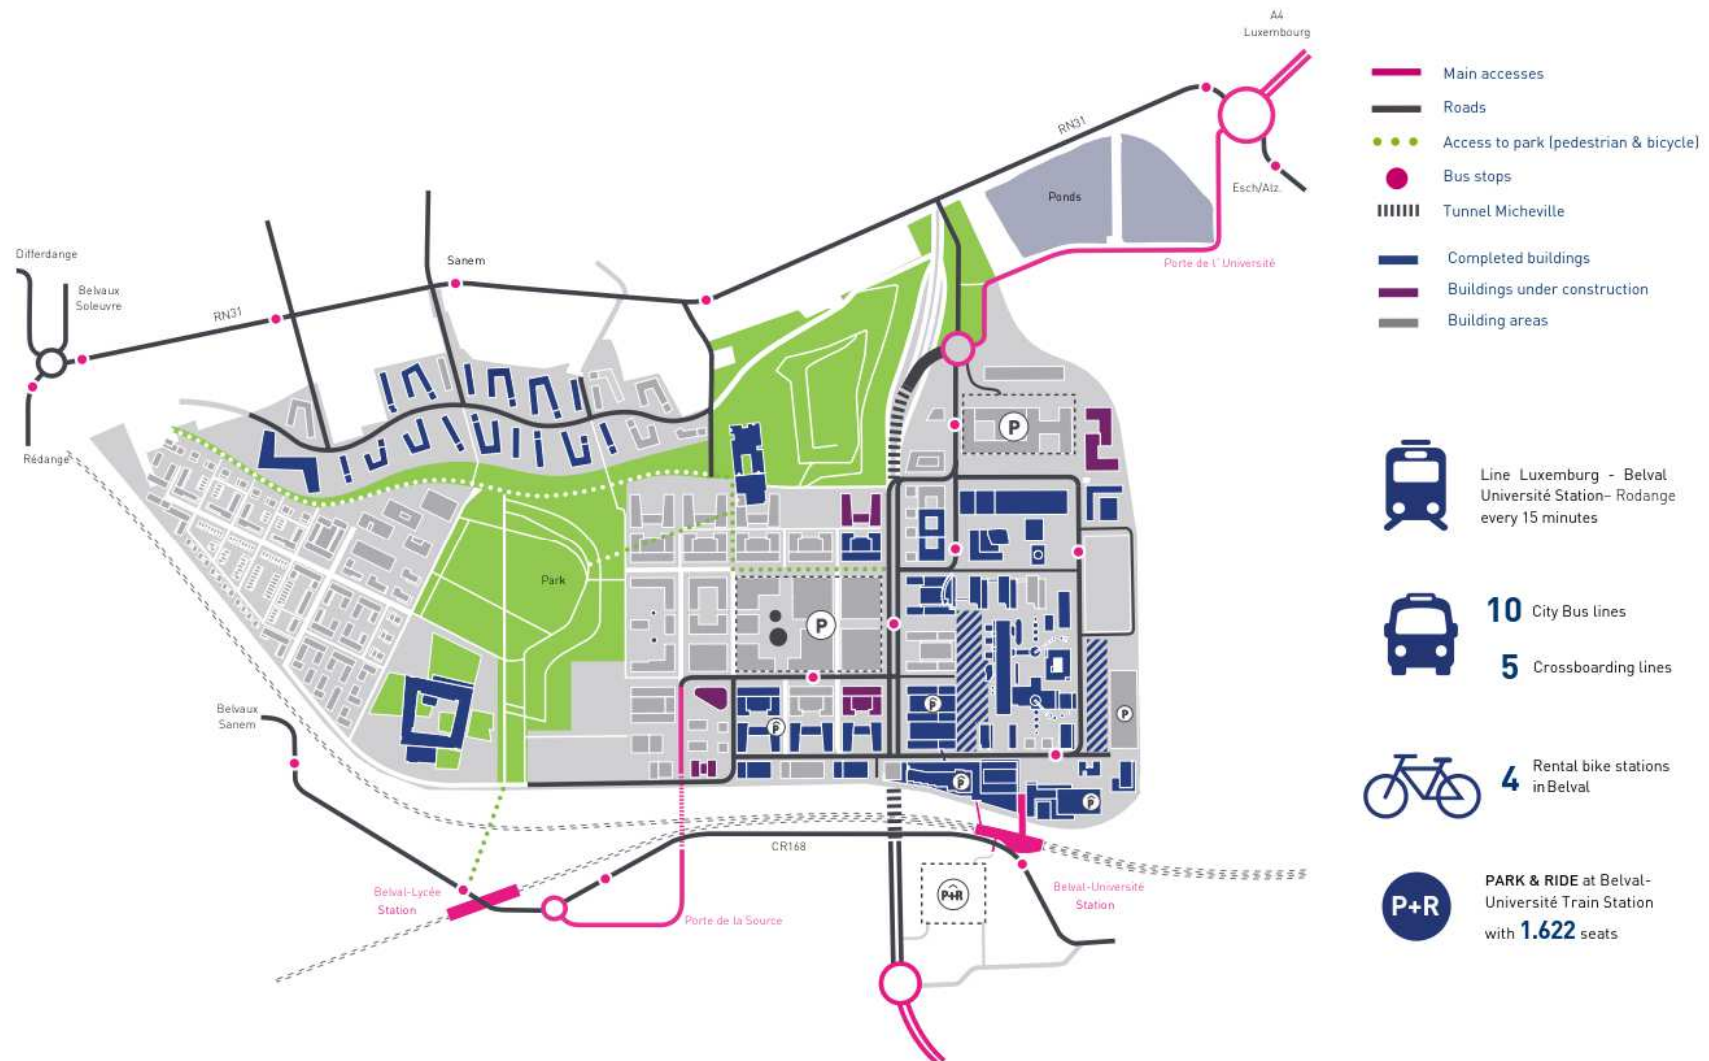 A4
Luxembourg
RN31
Ponds
Esch/Alz.
Porte de l' Université
Differdange
Belvaux
Soleuvre
Sanem
RN31
Rédange
Park
P
P
P
P
P
P
P
Belvaux
Sanem
CR168
Belval-Lycée
Station
Porte de la Source
P+R
Belval-Université
Station
Main accesses
Roads
Access to park (pedestrian & bicycle)
Bus stops
Tunnel Micheville
Completed buildings
Buildings under construction
Building areas
Line Luxemburg - Belval
Université Station- Rodange
every 15 minutes
10 City Bus lines
5 Crossboarding lines
4 Rental bike stations
in Belval
P+R
PARK & RIDE at Belval-
Université Train Station
with 1.622 seats